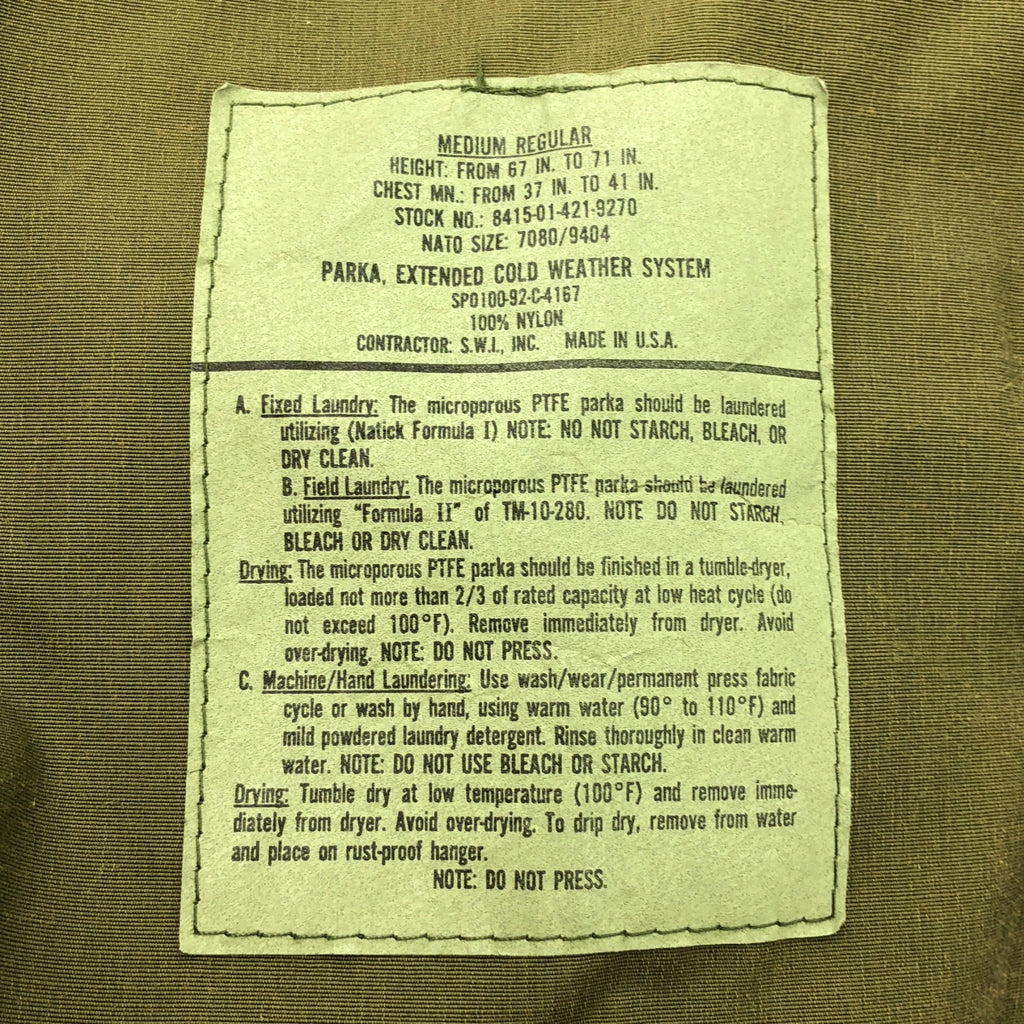 MEDIUM REGULAR
HEIGHT: FROM 67 IN. TO 71 IN.
CHEST MN.: FROM 37 IN. TO 41 IN.
STOCK NO.: 8415-01-421-9270
NATO SIZE: 7080/9404
PARKA, EXTENDED COLD WEATHER SYSTEM
SPO100-92-C-4167
100% NYLON
CONTRACTOR: S.W.I., INC. MADE IN U.S.A.
A. Fixed Laundry: The microporous PTFE parka should be laundered
utilizing (Natick Formula I) NOTE: NO NOT STARCH, BLEACH, OR
DRY CLEAN.
B. Field Laundry: The microporous PTFE parka should be laundered
utilizing "Formula II" of TM-10-280. NOTE DO NOT STARCH,
BLEACH OR DRY CLEAN.
Drying: The microporous PTFE parka should be finished in a tumble-dryer,
loaded not more than 2/3 of rated capacity at low heat cycle (do
not exceed 100°F). Remove immediately from dryer. Avoid
over-drying. NOTE: DO NOT PRESS.
C. Machine/Hand Laundering: Use wash/wear/permanent press fabric
cycle or wash by hand, using warm water (90° to 110°F) and
mild powdered laundry detergent. Rinse thoroughly in clean warm
water. NOTE: DO NOT USE BLEACH OR STARCH.
Drying: Tumble dry at low temperature (100°F) and remove imme-
diately from dryer. Avoid over-drying. To drip dry, remove from water
and place on rust-proof hanger.
NOTE: DO NOT PRESS.